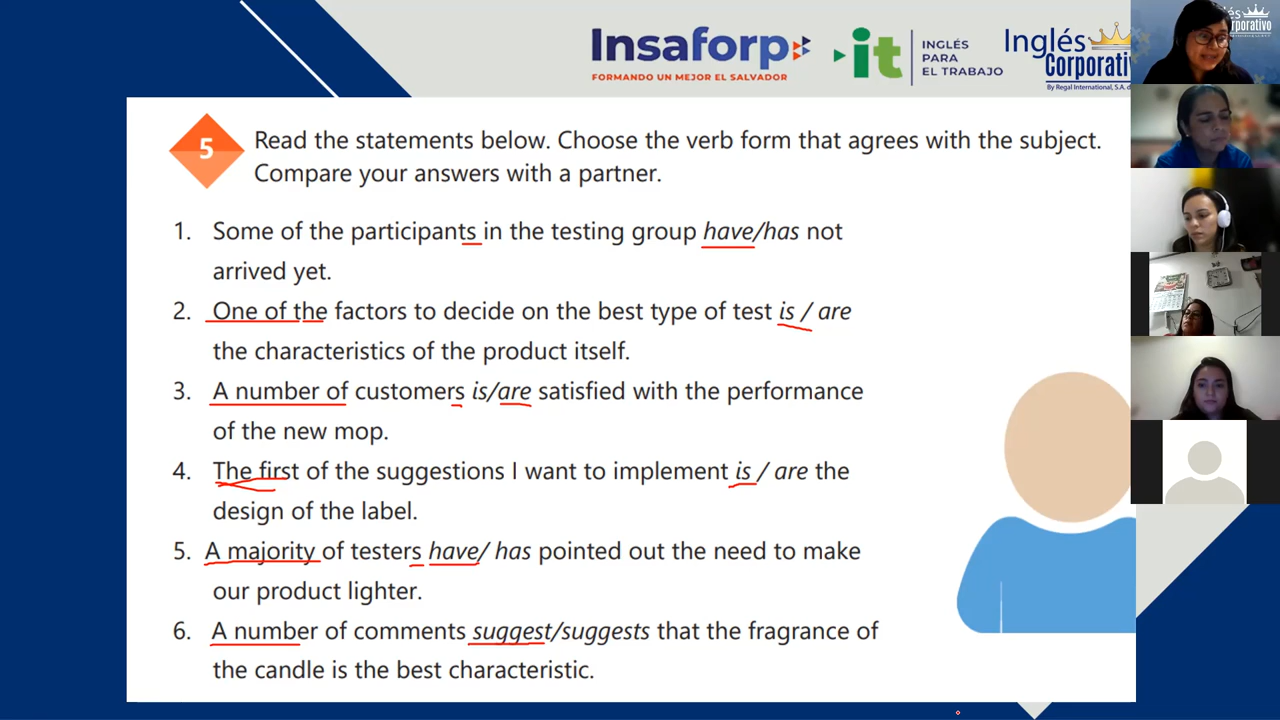 Insaforp
FORMANDO UN MEJOR EL SALVADOR
it
INGLÉS
PARA
EL TRABAJO
Inglés
Corporativ
By Regal International, S.A. d
5
Read the statements below. Choose the verb form that agrees with the subject.
Compare your answers with a partner.
1. Some of the participants in the testing group have/has not
arrived yet.
2. One of the factors to decide on the best type of test is / are
the characteristics of the product itself.
3. A number of customers is/are satisfied with the performance
of the new mop.
4. The first of the suggestions I want to implement is / are the
design of the label.
5. A majority of testers have/ has pointed out the need to make
our product lighter.
6. A number of comments suggest/suggests that the fragrance of
the candle is the best characteristic.